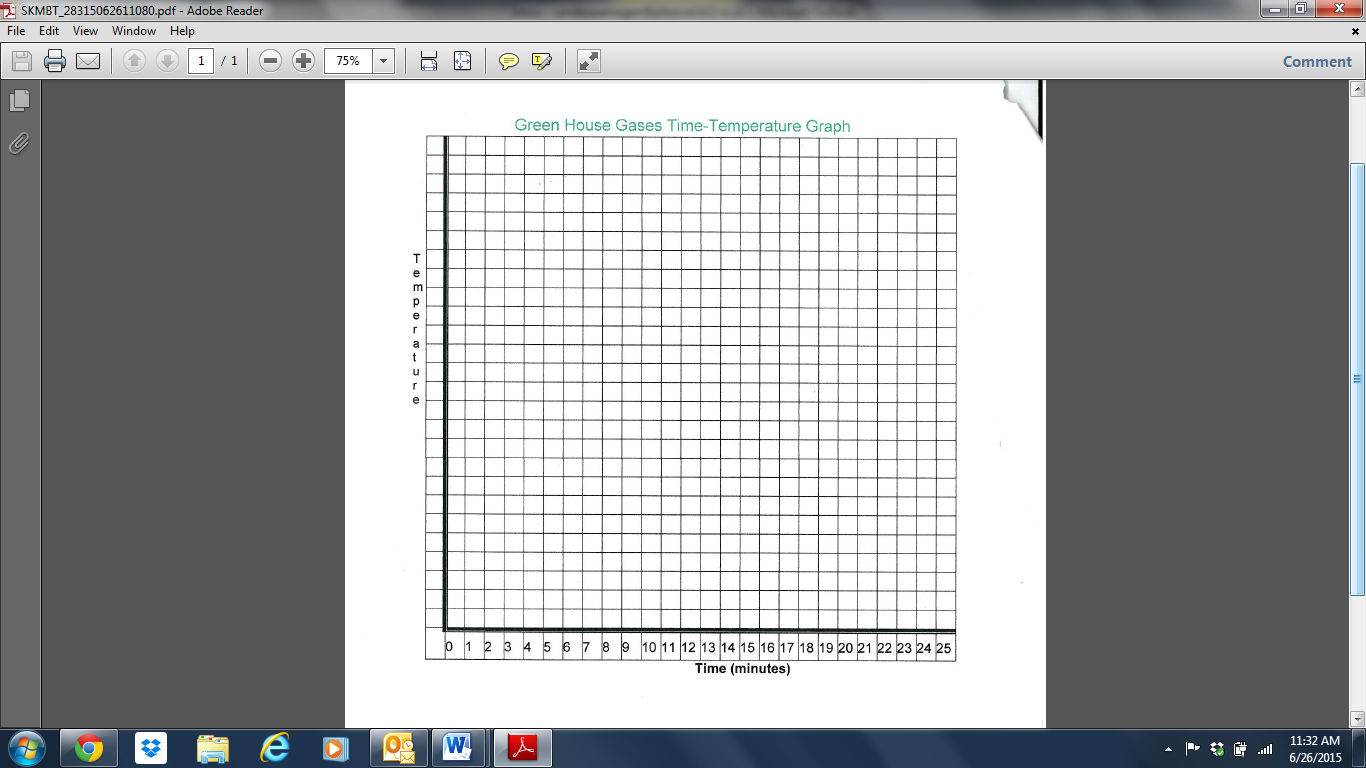 SKMBT_28315062611080.pdf - Adobe Reader
File Edit View Window Help
1 / 1 75% Comment
Green House Gases Time-Temperature Graph
Temperature
0 1 2 3 4 5 6 7 8 9 10 11 12 13 14 15 16 17 18 19 20 21 22 23 24 25
Time (minutes)
11:32 AM
6/26/2015